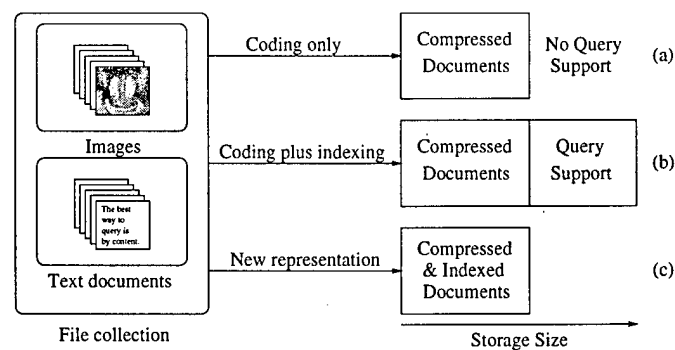 Coding only
Compressed
Documents
No Query
Support
(a)
Images
Coding plus indexing
Compressed
Documents
Query
Support
(b)
The best
way to
query is
by content.
Text documents
New representation
Compressed
& Indexed
Documents
(c)
File collection
Storage Size